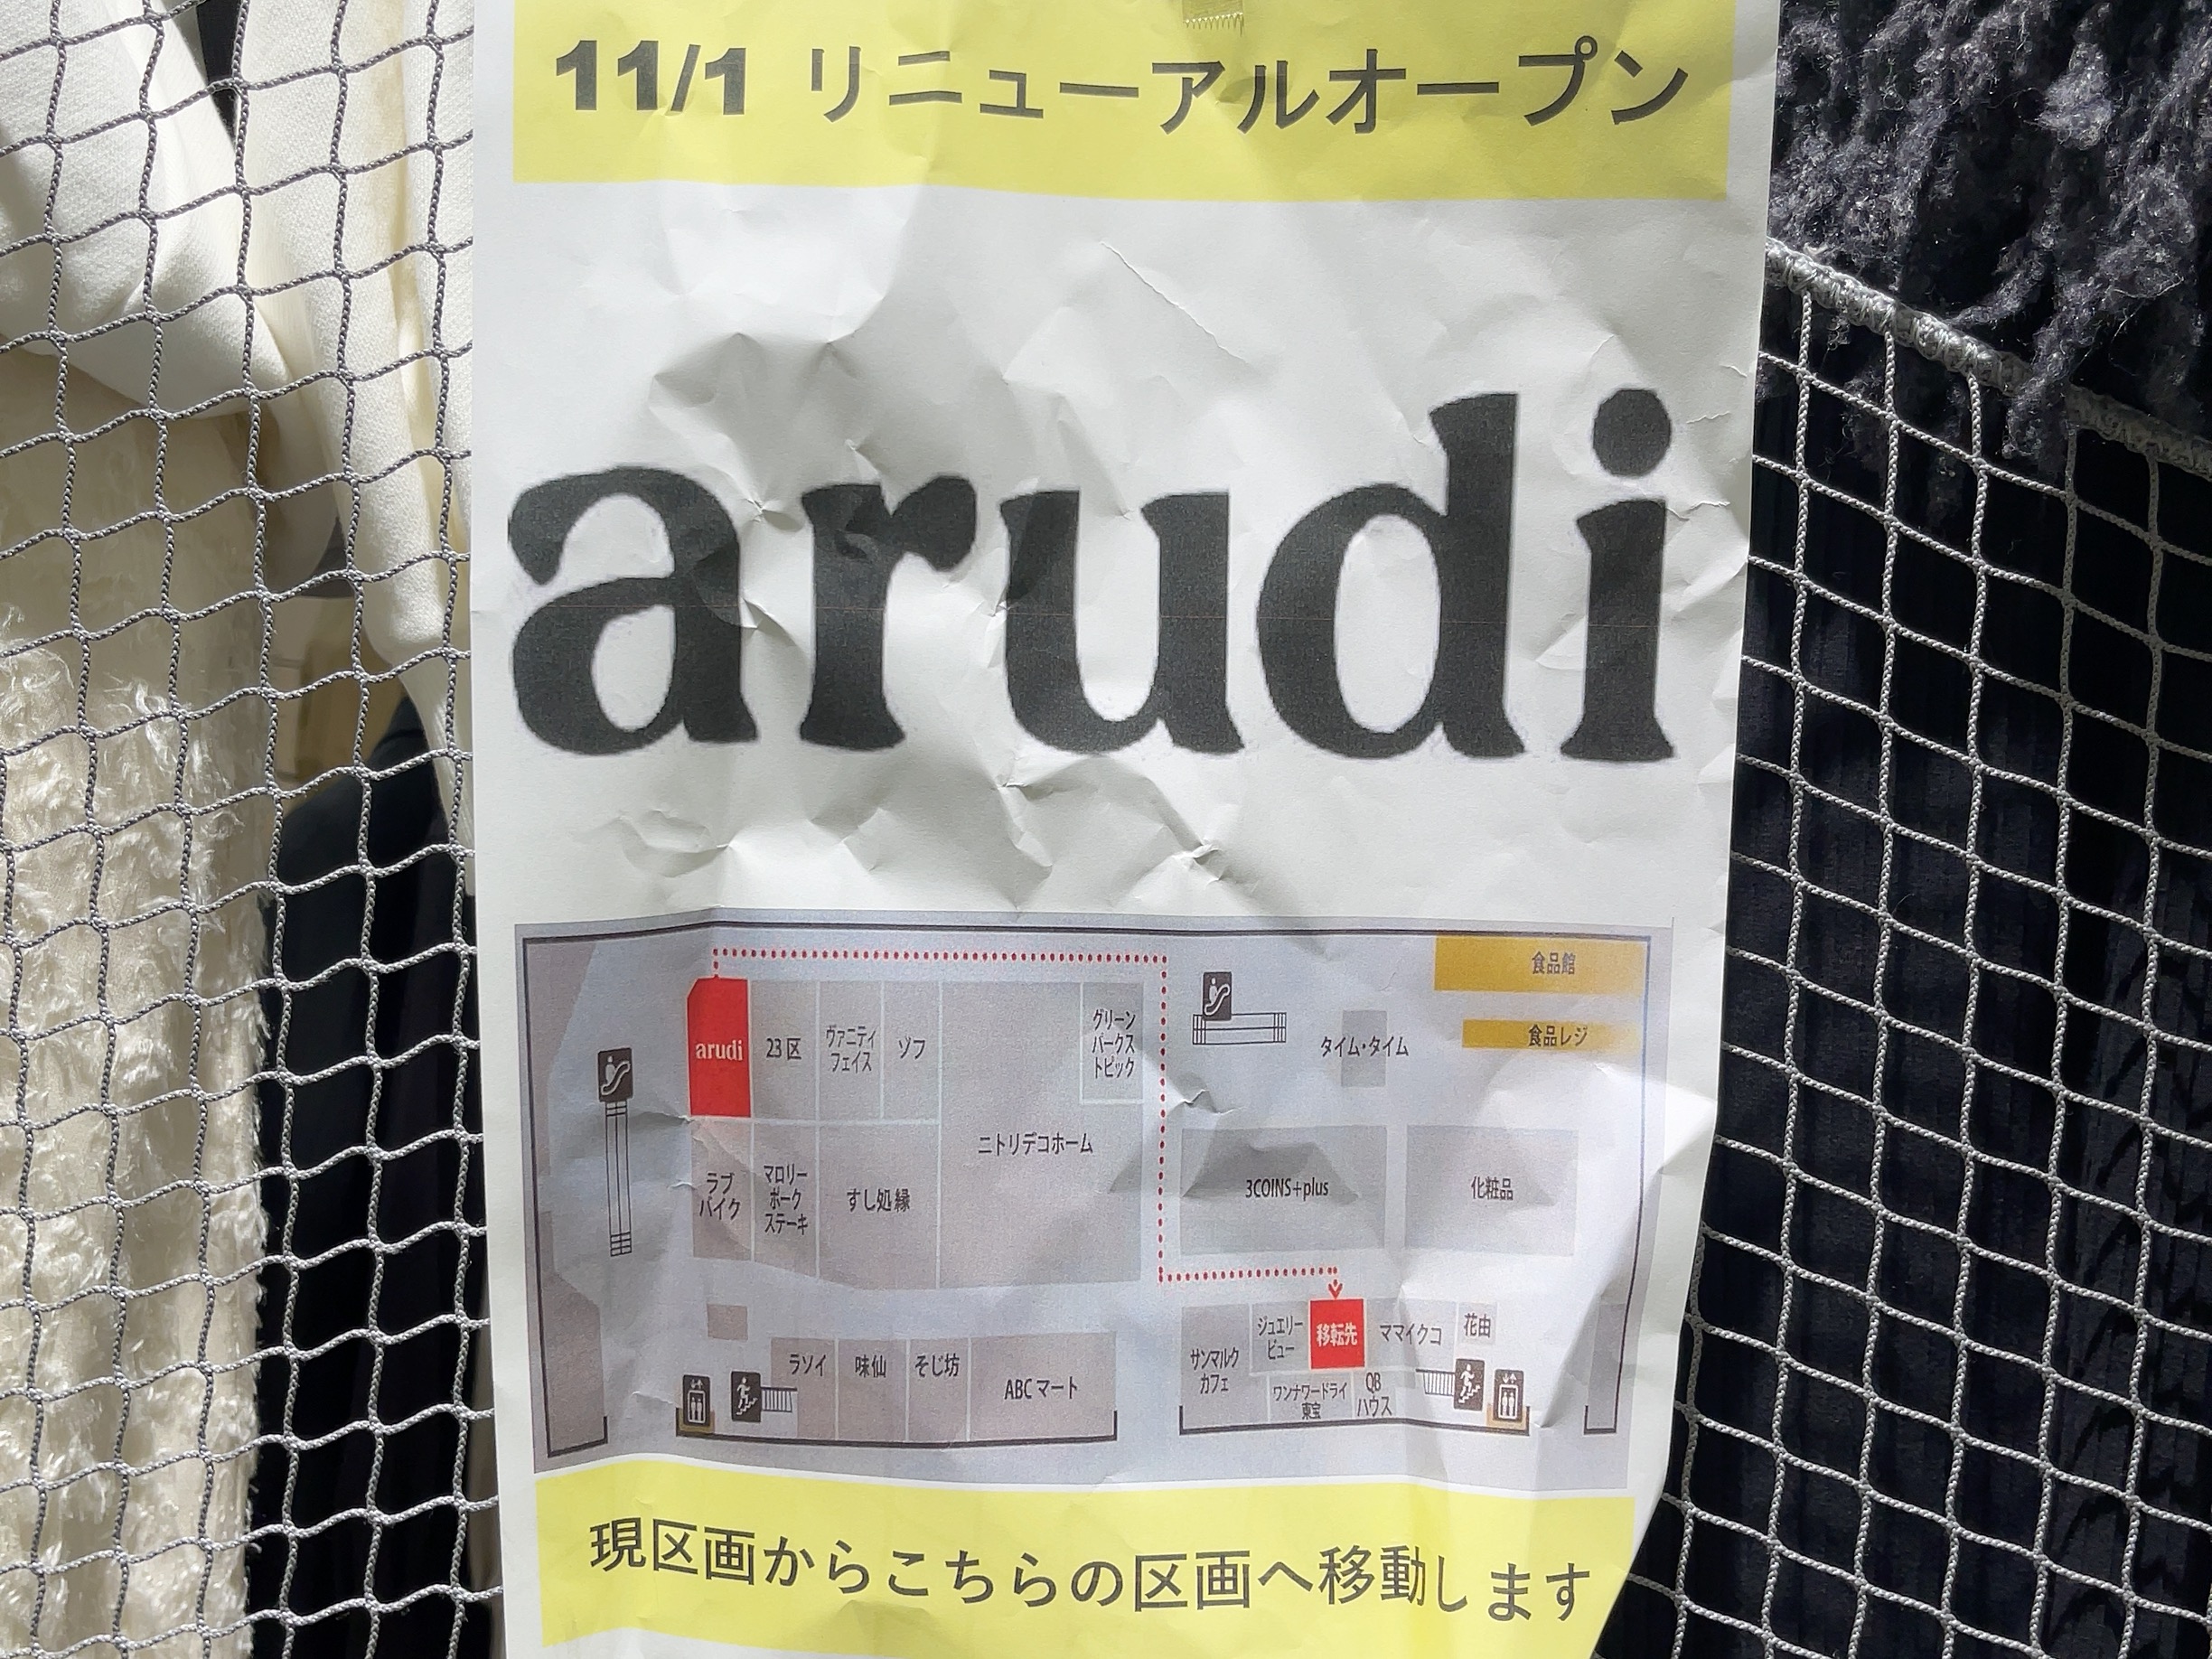 11/1 リニューアルオープン
arudi
食品館
食品レジ
arudi
23区
ヴァニティ
フェイス
ゾフ
グリーン
パークス
トピック
タイム・タイム
ニトリデコホーム
ラブ
バイク
マロリー
ポーク
ステーキ
すし処縁
3COINS+plus
化粧品
ラソイ
味仙
そじ坊
ABCマート
サンマルク
カフェ
ジュエリー
ビュー
移転先
ママイクコ
花由
ワンナワードライ
東宝
QB
ハウス
現区画からこちらの区画へ移動します